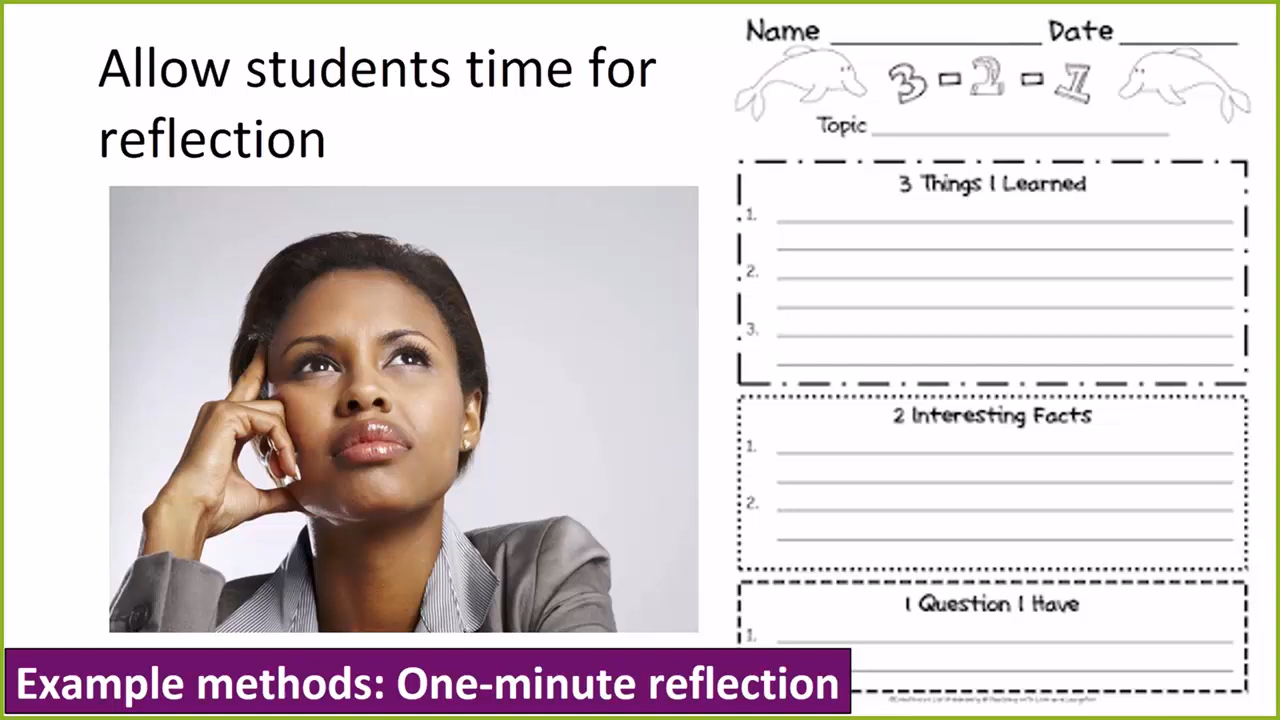 Allow students time for
reflection
Name Date
3 - 2 - 1
Topic
3 Things I Learned
1.
2.
3.
2 Interesting Facts
1.
2.
1 Question I Have
1.
Example methods: One-minute reflection